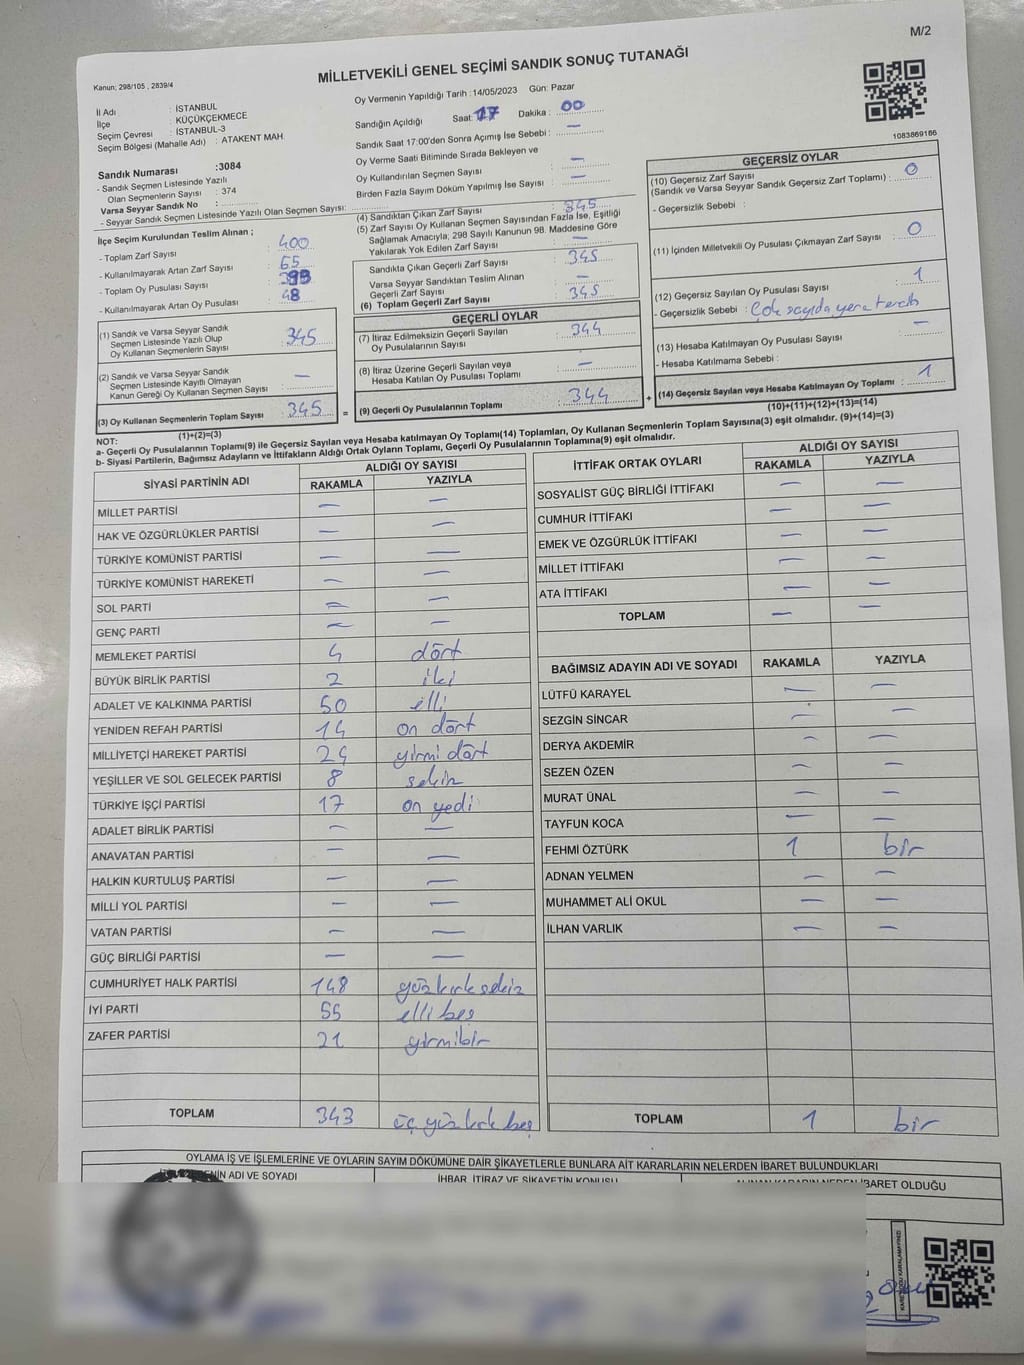 M/2
Kanun; 298/105 , 2839/4
MİLLETVEKİLİ GENEL SEÇİMİ SANDIK SONUÇ TUTANAĞI
İl Adı : İSTANBUL
İlçe : KÜÇÜKÇEKMECE
Seçim Çevresi : İSTANBUL-3
Seçim Bölgesi (Mahalle Adı) : ATAKENT MAH.
Sandık Numarası :3084
- Sandık Seçmen Listesinde Yazılı
Olan Seçmenlerin Sayısı : 374
Varsa Seyyar Sandık No :
- Seyyar Sandık Seçmen Listesinde Yazılı Olan Seçmen Sayısı:
Oy Vermenin Yapıldığı Tarih :14/05/2023 Gün: Pazar
Sandığın Açıldığı Saat: 17 Dakika : 00
Sandık Saat 17:00'den Sonra Açımış İse Sebebi : —
Oy Verme Saati Bitiminde Sırada Bekleyen ve
Oy Kullandırılan Seçmen Sayısı : —
Birden Fazla Sayım Döküm Yapılmış İse Sayısı : —
1083869166
İlçe Seçim Kurulundan Teslim Alınan ;
- Toplam Zarf Sayısı : 400
- Kullanılmayarak Artan Zarf Sayısı : 65
- Toplam Oy Pusulası :
- Kullanılmayarak Artan Oy Pusulası : 48
(1) Sandık ve Varsa Seyyar Sandık
Seçmen Listesinde Yazılı Olup
Oy Kullanan Seçmenlerin Sayısı : 345
(2) Sandık ve Varsa Seyyar Sandık
Seçmen Listesinde Kayıtlı Olmayan
Kanun Gereği Oy Kullanan Seçmen Sayısı : —
(3) Oy Kullanan Seçmenlerin Toplam Sayısı : 345
(1)+(2)=(3)
(4) Sandıktan Çıkan Zarf Sayısı : 345
(5) Zarf Sayısı Oy Kullanan Seçmen Sayısından Fazla İse, Eşitliği
Sağlamak Amacıyla, 298 Sayılı Kanunun 98. Maddesine Göre
Yakılarak Yok Edilen Zarf Sayısı : —
Sandıkta Çıkan Geçerli Zarf Sayısı : 345
Varsa Seyyar Sandıktan Teslim Alınan
Geçerli Zarf Sayısı : —
(6) Toplam Geçerli Zarf Sayısı : 345
GEÇERLİ OYLAR
(7) İtiraz Edilmeksizin Geçerli Sayılan
Oy Pusulalarının Sayısı : 344
(8) İtiraz Üzerine Geçerli Sayılan veya
Hesaba Katılan Oy Pusulası Toplamı : —
= (9) Geçerli Oy Pusulalarının Toplamı : 344
GEÇERSİZ OYLAR
(10) Geçersiz Zarf Sayısı
(Sandık ve Varsa Seyyar Sandık Geçersiz Zarf Toplamı) : 0
- Geçersizlik Sebebi :
(11) İçinden Milletvekili Oy Pusulası Çıkmayan Zarf Sayısı : 0
(12) Geçersiz Sayılan Oy Pusulası Sayısı : 1
- Geçersizlik Sebebi : Çok sayıda yere tercih
(13) Hesaba Katılmayan Oy Pusulası Sayısı : —
- Hesaba Katılmama Sebebi :
+ (14) Geçersiz Sayılan veya Hesaba Katılmayan Oy Toplamı : 1
(10)+(11)+(12)+(13)=(14)
NOT:
a- Geçerli Oy Pusulalarının Toplamı(9) ile Geçersiz Sayılan veya Hesaba katılmayan Oy Toplamı(14) Toplamları, Oy Kullanan Seçmenlerin Toplam Sayısına(3) eşit olmalıdır. (9)+(14)=(3)
b- Siyasi Partilerin, Bağımsız Adayların ve İttifakların Aldığı Ortak Oyların Toplamı, Geçerli Oy Pusulalarının Toplamına(9) eşit olmalıdır.
SİYASİ PARTİNİN ADI ALDIĞI OY SAYISI
RAKAMLA YAZIYLA
MİLLET PARTİSİ — —
HAK VE ÖZGÜRLÜKLER PARTİSİ — —
TÜRKİYE KOMÜNİST PARTİSİ — —
TÜRKİYE KOMÜNİST HAREKETİ — —
SOL PARTİ — —
GENÇ PARTİ — —
MEMLEKET PARTİSİ 4 dört
BÜYÜK BİRLİK PARTİSİ 2 iki
ADALET VE KALKINMA PARTİSİ 50 elli
YENİDEN REFAH PARTİSİ 14 on dört
MİLLİYETÇİ HAREKET PARTİSİ 24 yirmi dört
YEŞİLLER VE SOL GELECEK PARTİSİ 8 sekiz
TÜRKİYE İŞÇİ PARTİSİ 17 on yedi
ADALET BİRLİK PARTİSİ — —
ANAVATAN PARTİSİ — —
HALKIN KURTULUŞ PARTİSİ — —
MİLLİ YOL PARTİSİ — —
VATAN PARTİSİ — —
GÜÇ BİRLİĞİ PARTİSİ — —
CUMHURİYET HALK PARTİSİ 148 yüzkırksekiz
İYİ PARTİ 55 ellibeş
ZAFER PARTİSİ 21 yirmibir
TOPLAM 343 üç yüz kırk beş
İTTİFAK ORTAK OYLARI ALDIĞI OY SAYISI
RAKAMLA YAZIYLA
SOSYALİST GÜÇ BİRLİĞİ İTTİFAKI — —
CUMHUR İTTİFAKI — —
EMEK VE ÖZGÜRLÜK İTTİFAKI — —
MİLLET İTTİFAKI — —
ATA İTTİFAKI — —
TOPLAM — —
BAĞIMSIZ ADAYIN ADI VE SOYADI RAKAMLA YAZIYLA
LÜTFÜ KARAYEL — —
SEZGİN SİNCAR — —
DERYA AKDEMİR — —
SEZEN ÖZEN — —
MURAT ÜNAL — —
TAYFUN KOCA — —
FEHMİ ÖZTÜRK 1 bir
ADNAN YELMEN — —
MUHAMMET ALİ OKUL — —
İLHAN VARLIK — —
TOPLAM 1 bir
OYLAMA İŞ VE İŞLEMLERİNE VE OYLARIN SAYIM DÖKÜMÜNE DAİR ŞİKAYETLERLE BUNLARA AİT KARARLARIN NELERDEN İBARET BULUNDUKLARI
ADI VE SOYADI İHBAR, İTİRAZ VE ŞİKAYETİN KONUSU İBARET OLDUĞU